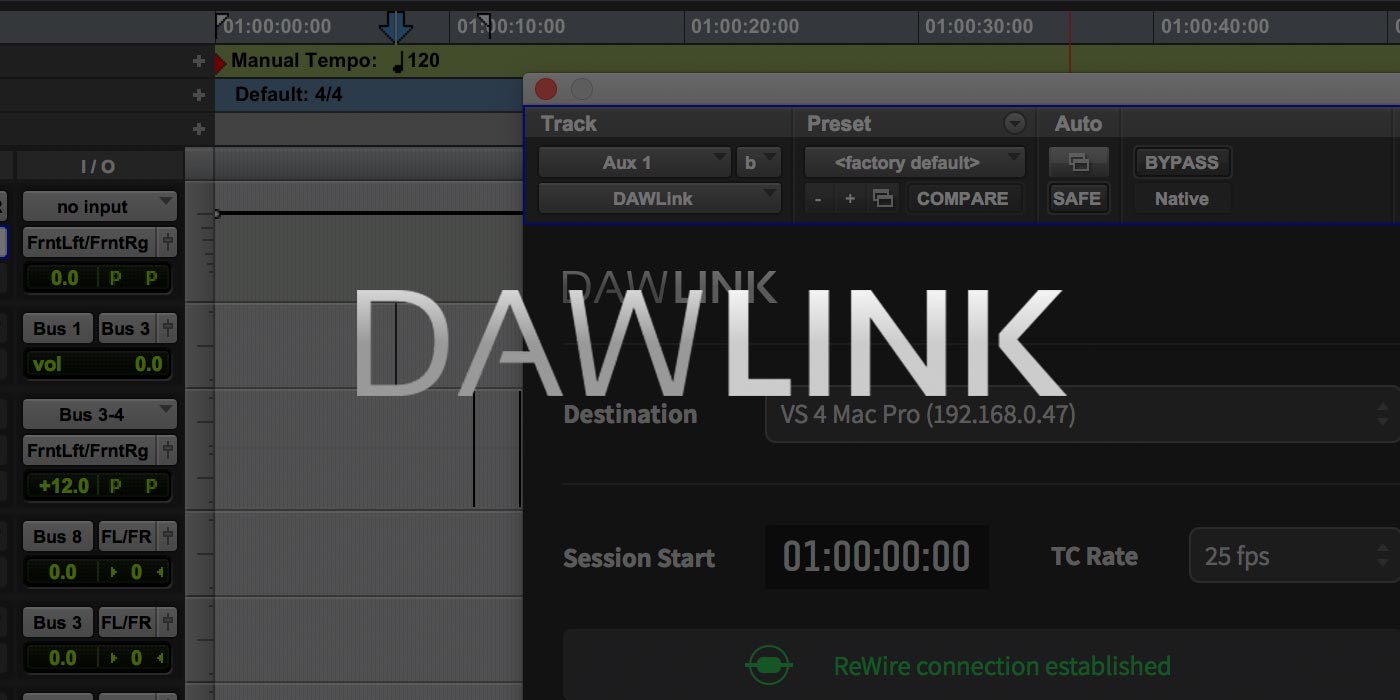 01:00:00:00 01:00:10:00 01:00:20:00 01:00:30:00 01:00:40:00
Manual Tempo: ♩120
Default: 4/4
Track Preset Auto
Aux 1 b <factory default> BYPASS
DAWLink - + COMPARE SAFE Native
I / O
no input
FrntLft/FrntRg
0.0 p p
Bus 1 Bus 3
vol 0.0
Bus 3-4
FrntLft/FrntRg
+12.0 p p
Bus 8 FL/FR
0.0 0
Bus 3 FL/FR
0.0 0
DAWLINK
DAWLINK
Destination VS 4 Mac Pro (192.168.0.47)
Session Start 01:00:00:00 TC Rate 25 fps
ReWire connection established